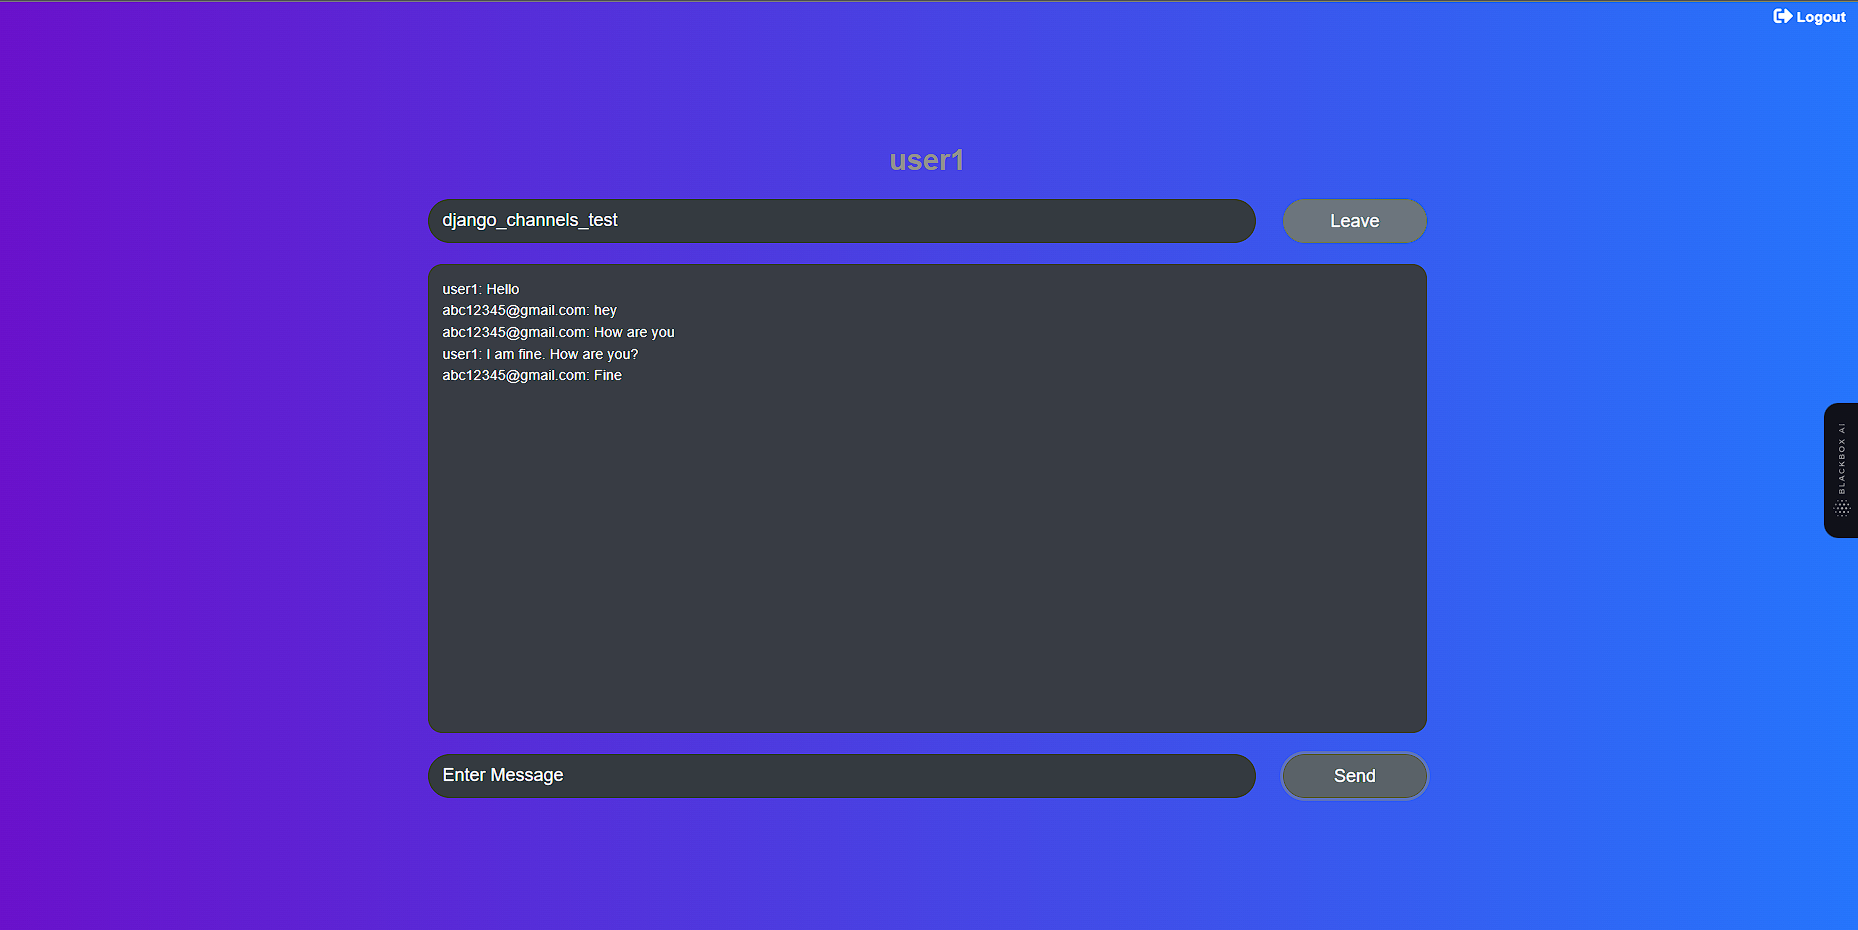 Logout
user1
django_channels_test
Leave
user1: Hello
abc12345@gmail.com: hey
abc12345@gmail.com: How are you
user1: I am fine. How are you?
abc12345@gmail.com: Fine
BLACKBOX AI
Enter Message
Send